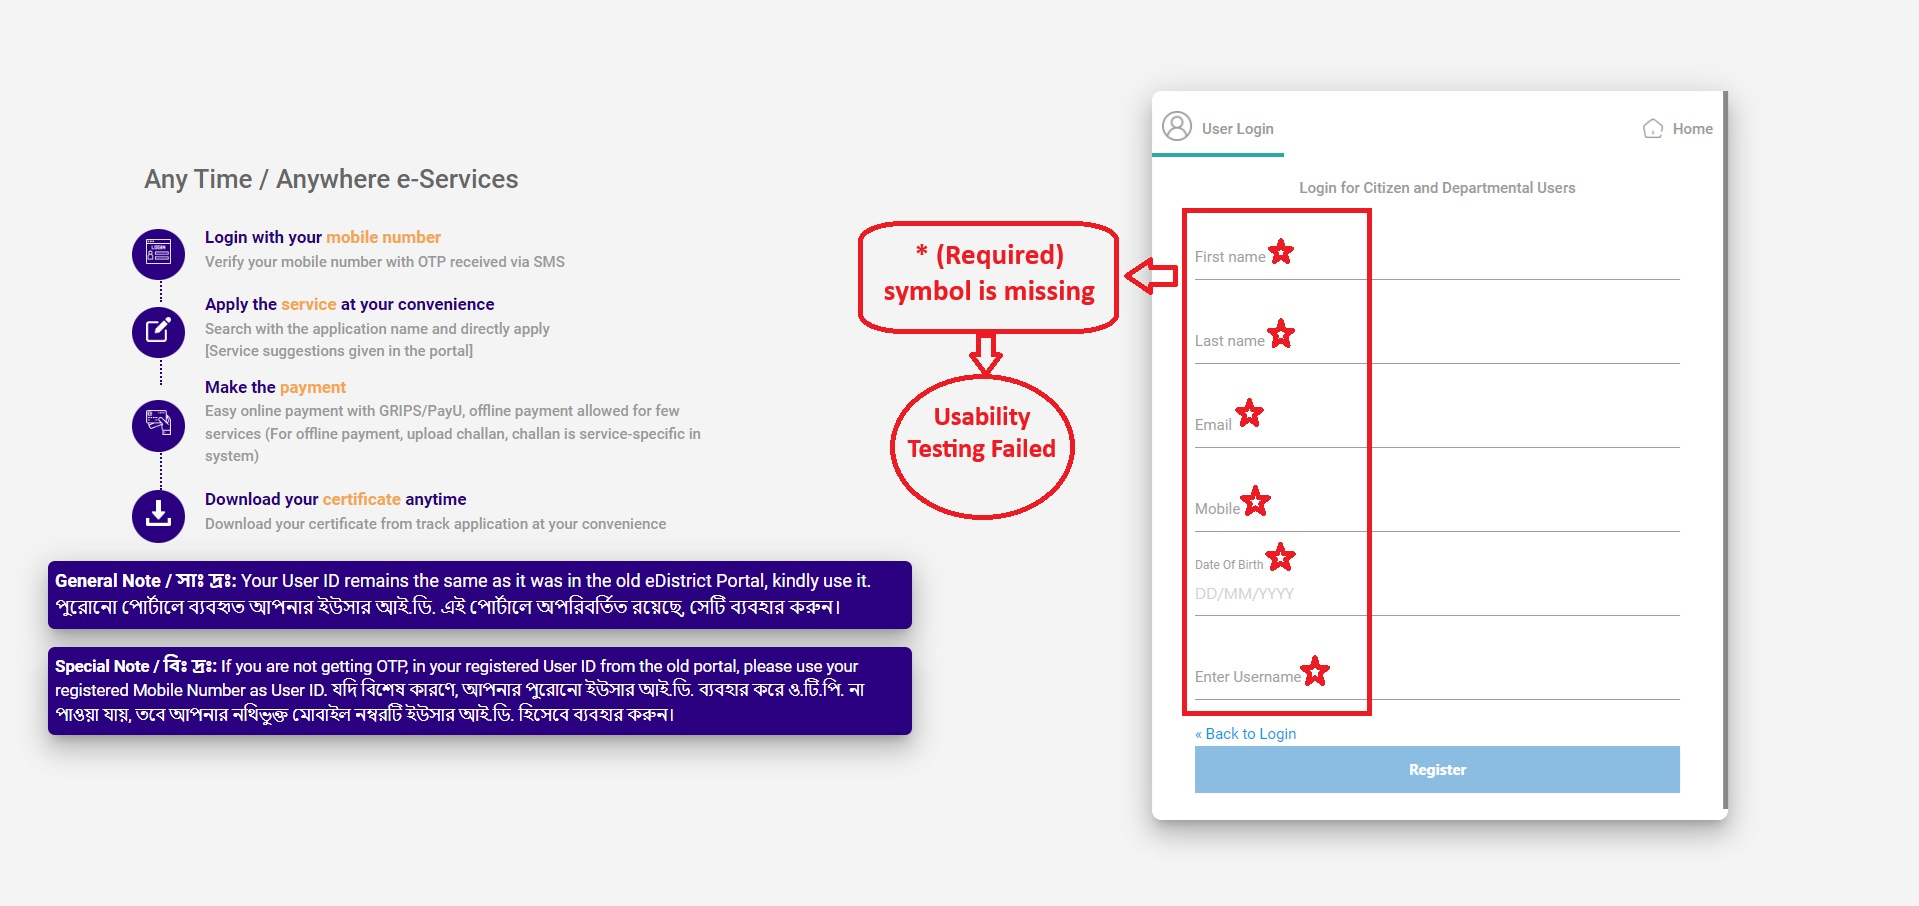 Any Time / Anywhere e-Services
LOGIN
Login with your mobile number
Verify your mobile number with OTP received via SMS
Apply the service at your convenience
Search with the application name and directly apply
[Service suggestions given in the portal]
Make the payment
Easy online payment with GRIPS/PayU, offline payment allowed for few
services (For offline payment, upload challan, challan is service-specific in
system)
Download your certificate anytime
Download your certificate from track application at your convenience
General Note / সাঃ দ্রঃ: Your User ID remains the same as it was in the old eDistrict Portal, kindly use it.
পুরোনো পোর্টালে ব্যবহৃত আপনার ইউসার আই.ডি. এই পোর্টালে অপরিবর্তিত রয়েছে, সেটি ব্যবহার করুন।
Special Note / বিঃ দ্রঃ: If you are not getting OTP, in your registered User ID from the old portal, please use your
registered Mobile Number as User ID. যদি বিশেষ কারণে, আপনার পুরোনো ইউসার আই.ডি. ব্যবহার করে ও.টি.পি. না
পাওয়া যায়, তবে আপনার নথিভুক্ত মোবাইল নম্বরটি ইউসার আই.ডি. হিসেবে ব্যবহার করুন।
* (Required)
symbol is missing
Usability
Testing Failed
User Login
Home
Login for Citizen and Departmental Users
First name
Last name
Email
Mobile
Date Of Birth
DD/MM/YYYY
Enter Username
« Back to Login
Register